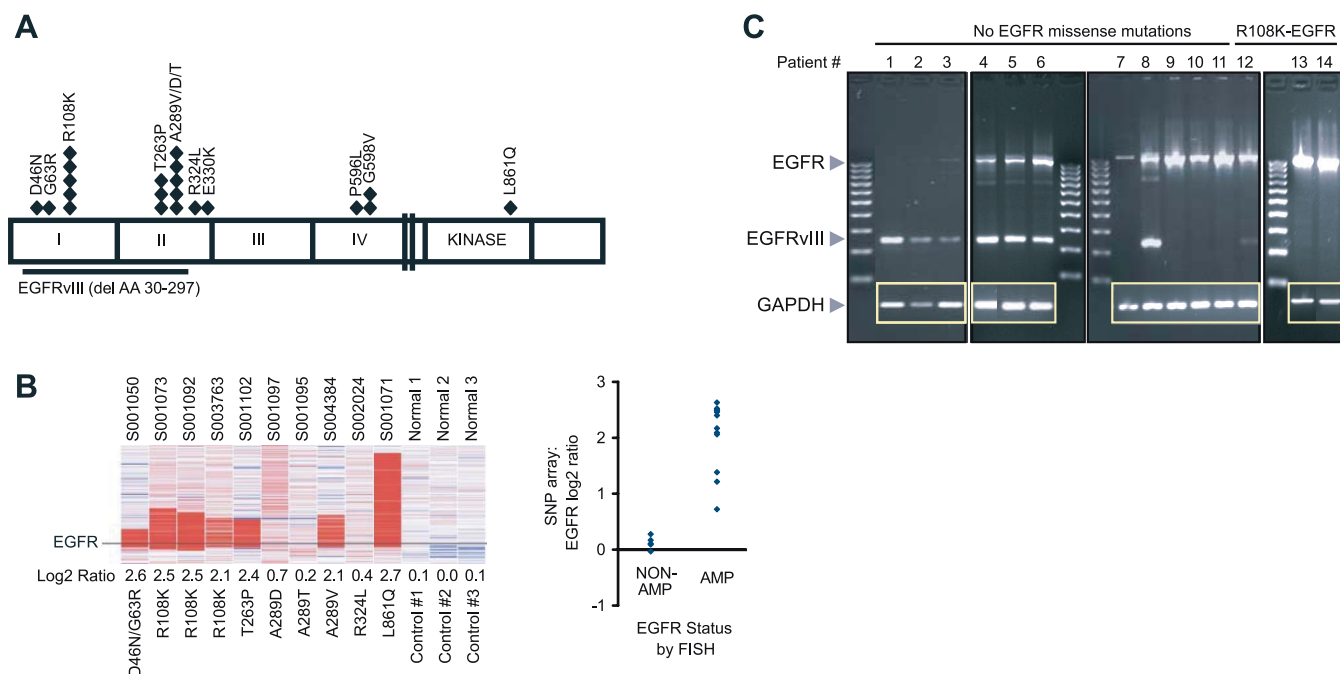 A
D46N
G63R
R108K
T263P
A289V/D/T
R324L
E330K
P596L
G598V
L861Q
I
II
III
IV
KINASE
EGFRvIII (del AA 30-297)
B
S001050
S001073
S001092
S003763
S001102
S001097
S001095
S004384
S002024
S001071
Normal 1
Normal 2
Normal 3
EGFR
Log2 Ratio 2.6 2.5 2.5 2.1 2.4 0.7 0.2 2.1 0.4 2.7 0.1 0.0 0.1
D46N/G63R
R108K
R108K
R108K
T263P
A289D
A289T
A289V
R324L
L861Q
Control #1
Control #2
Control #3
SNP array:
EGFR log2 ratio
3
2
1
0
-1
NON-
AMP
AMP
EGFR Status
by FISH
C
No EGFR missense mutations
R108K-EGFR
Patient # 1 2 3 4 5 6 7 8 9 10 11 12 13 14
EGFR
EGFRvIII
GAPDH